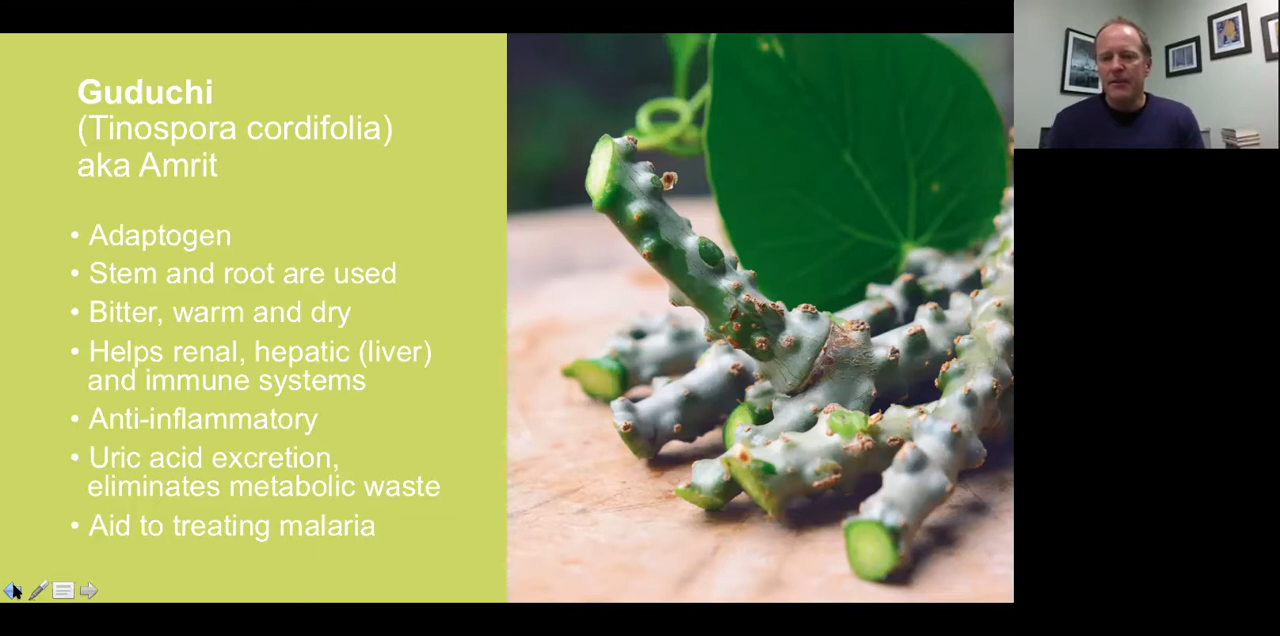 Guduchi
(Tinospora cordifolia)
aka Amrit
• Adaptogen
• Stem and root are used
• Bitter, warm and dry
• Helps renal, hepatic (liver)
and immune systems
• Anti-inflammatory
• Uric acid excretion,
eliminates metabolic waste
• Aid to treating malaria